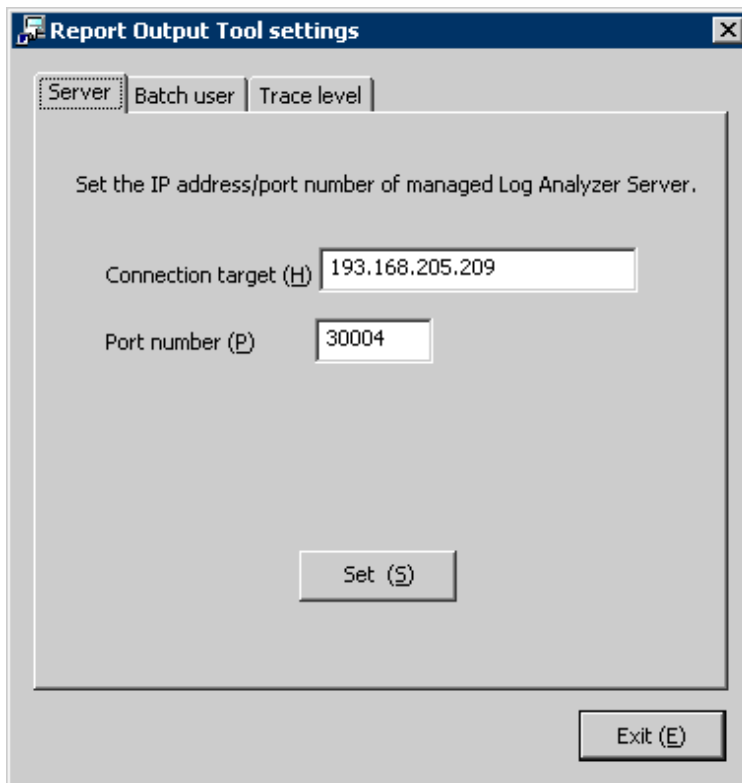 Report Output Tool settings
Server Batch user Trace level
Set the IP address/port number of managed Log Analyzer Server.
Connection target (H) 193.168.205.209
Port number (P) 30004
Set (S)
Exit (E)